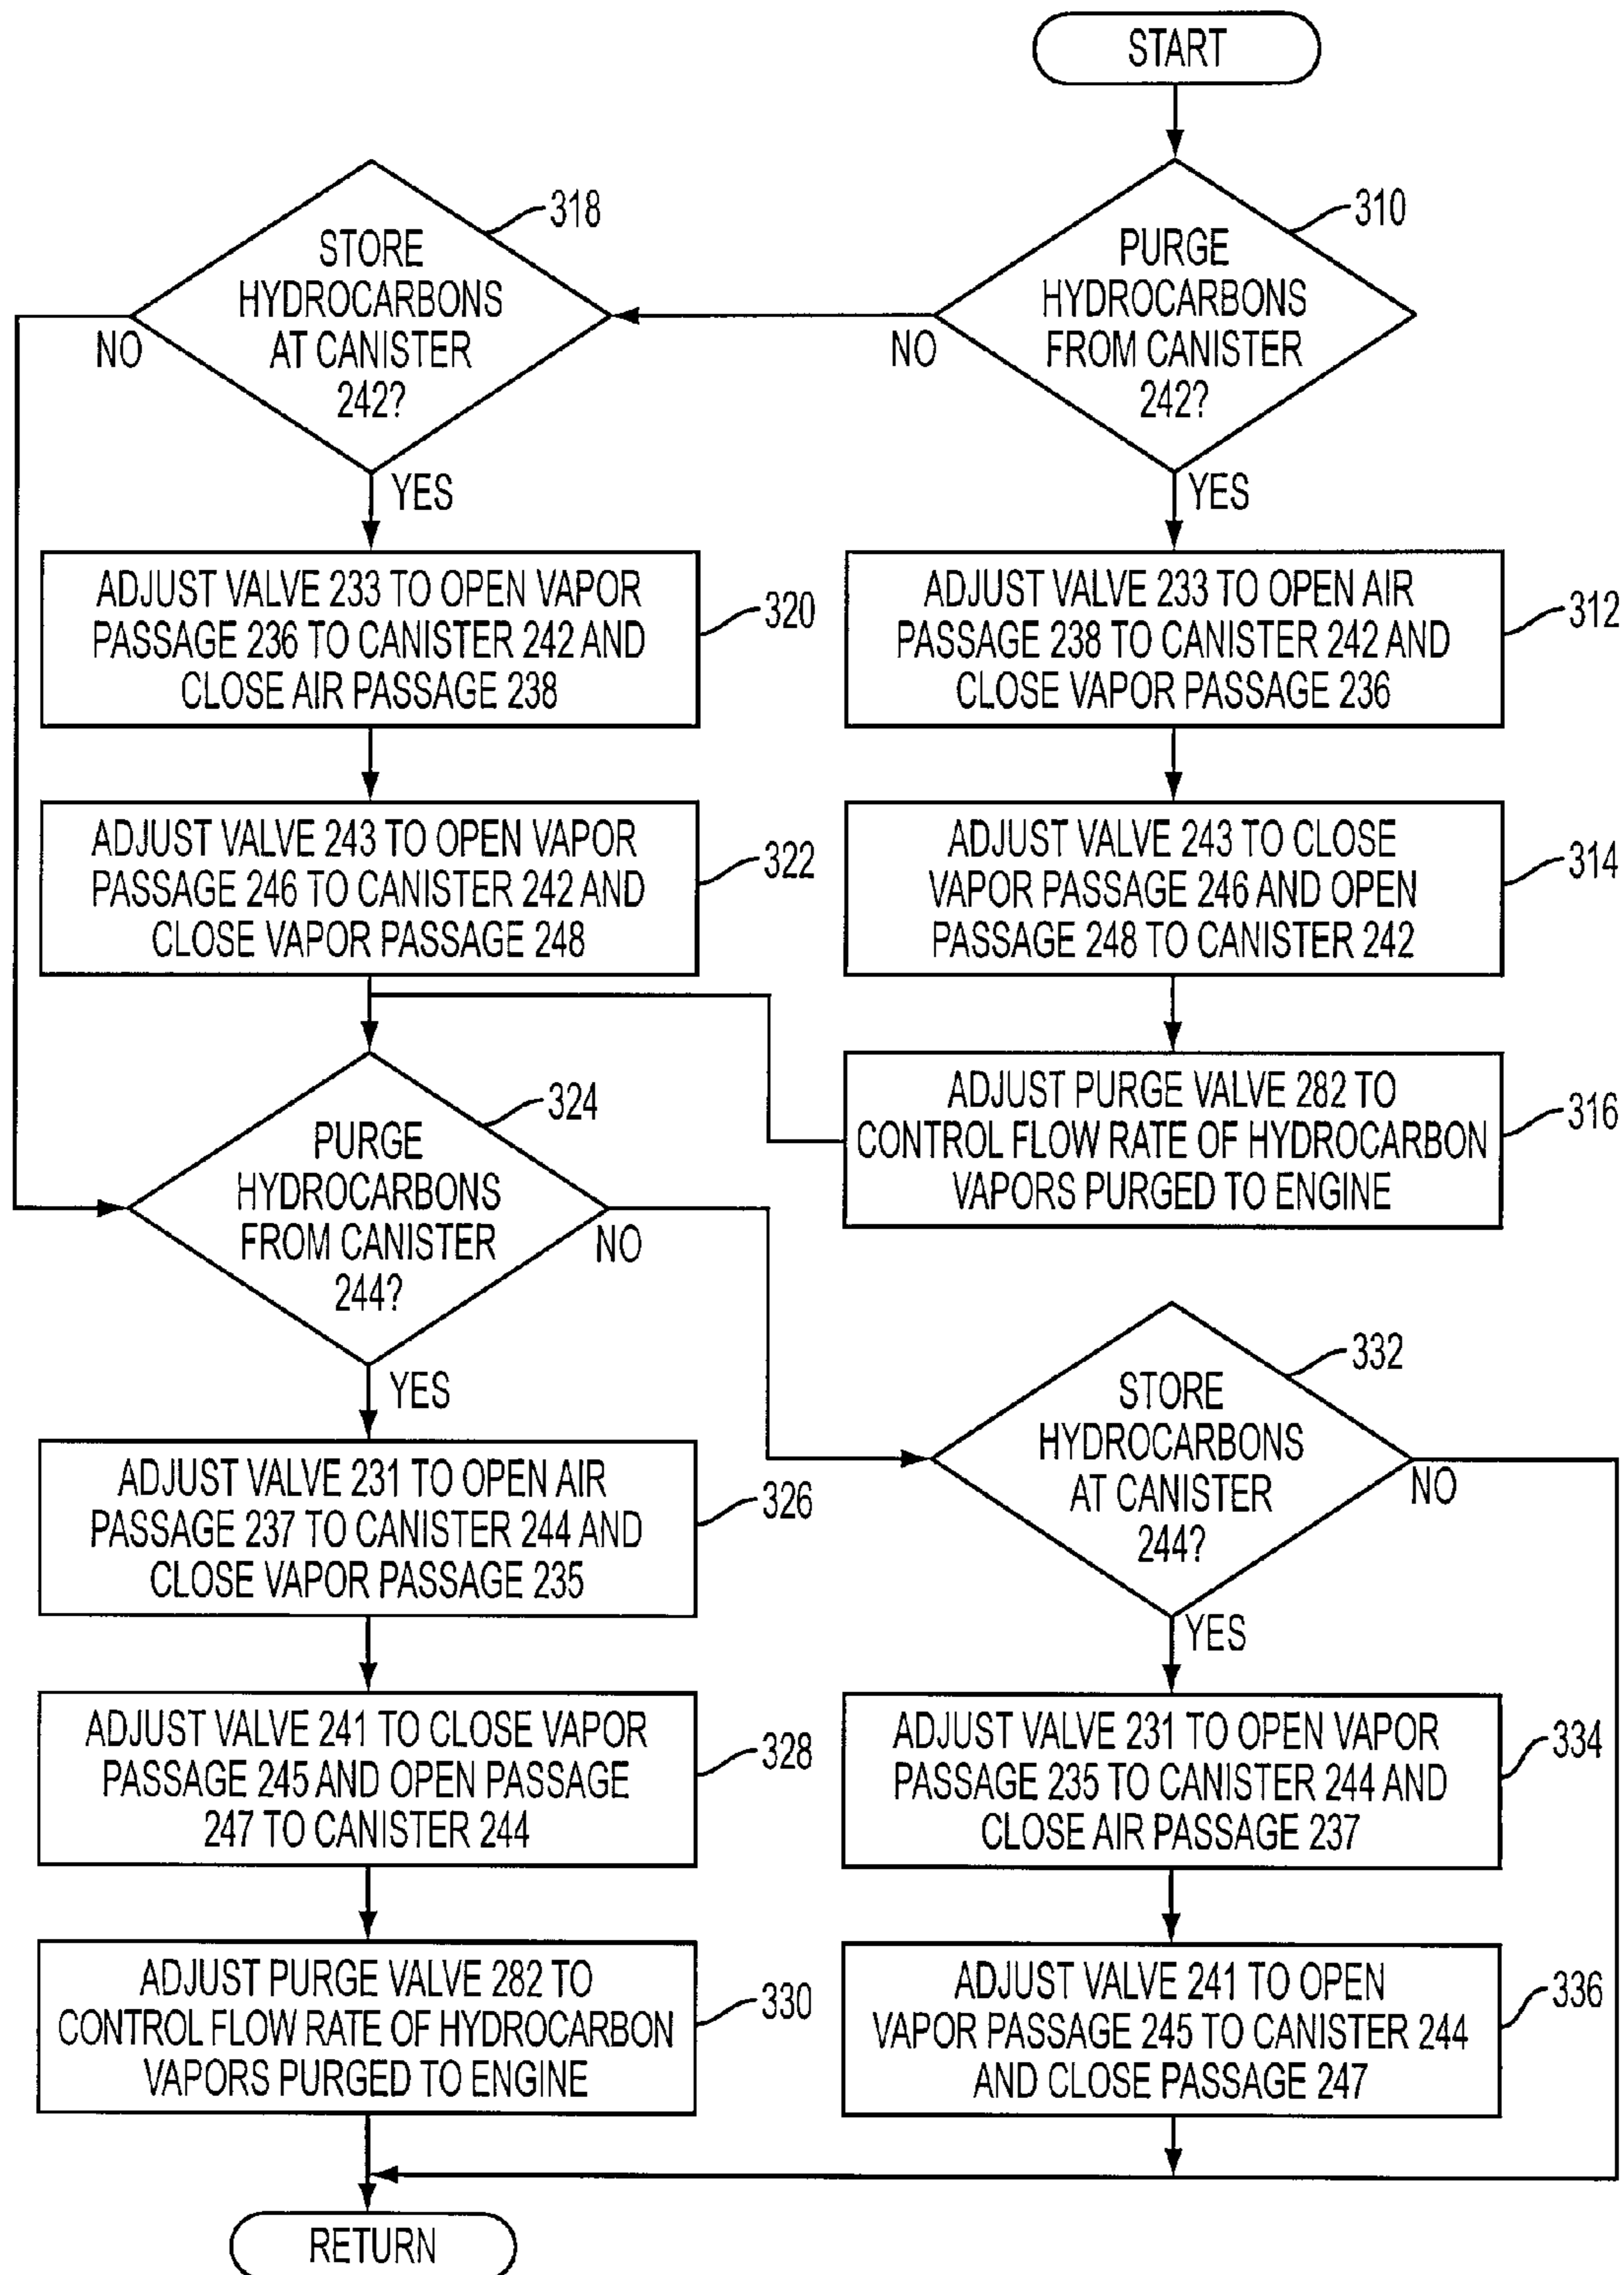 START
310
PURGE
HYDROCARBONS
FROM CANISTER
242?
NO
YES
318
STORE
HYDROCARBONS
AT CANISTER
242?
NO
YES
ADJUST VALVE 233 TO OPEN VAPOR
PASSAGE 236 TO CANISTER 242 AND
CLOSE AIR PASSAGE 238
320
ADJUST VALVE 233 TO OPEN AIR
PASSAGE 238 TO CANISTER 242 AND
CLOSE VAPOR PASSAGE 236
312
ADJUST VALVE 243 TO OPEN VAPOR
PASSAGE 246 TO CANISTER 242 AND
CLOSE VAPOR PASSAGE 248
322
ADJUST VALVE 243 TO CLOSE
VAPOR PASSAGE 246 AND OPEN
PASSAGE 248 TO CANISTER 242
314
ADJUST PURGE VALVE 282 TO
CONTROL FLOW RATE OF HYDROCARBON
VAPORS PURGED TO ENGINE
316
324
PURGE
HYDROCARBONS
FROM CANISTER
244?
NO
YES
332
STORE
HYDROCARBONS
AT CANISTER
244?
NO
YES
ADJUST VALVE 231 TO OPEN AIR
PASSAGE 237 TO CANISTER 244 AND
CLOSE VAPOR PASSAGE 235
326
ADJUST VALVE 241 TO CLOSE VAPOR
PASSAGE 245 AND OPEN PASSAGE
247 TO CANISTER 244
328
ADJUST VALVE 231 TO OPEN VAPOR
PASSAGE 235 TO CANISTER 244 AND
CLOSE AIR PASSAGE 237
334
ADJUST PURGE VALVE 282 TO
CONTROL FLOW RATE OF HYDROCARBON
VAPORS PURGED TO ENGINE
330
ADJUST VALVE 241 TO OPEN
VAPOR PASSAGE 245 TO CANISTER 244
AND CLOSE PASSAGE 247
336
RETURN